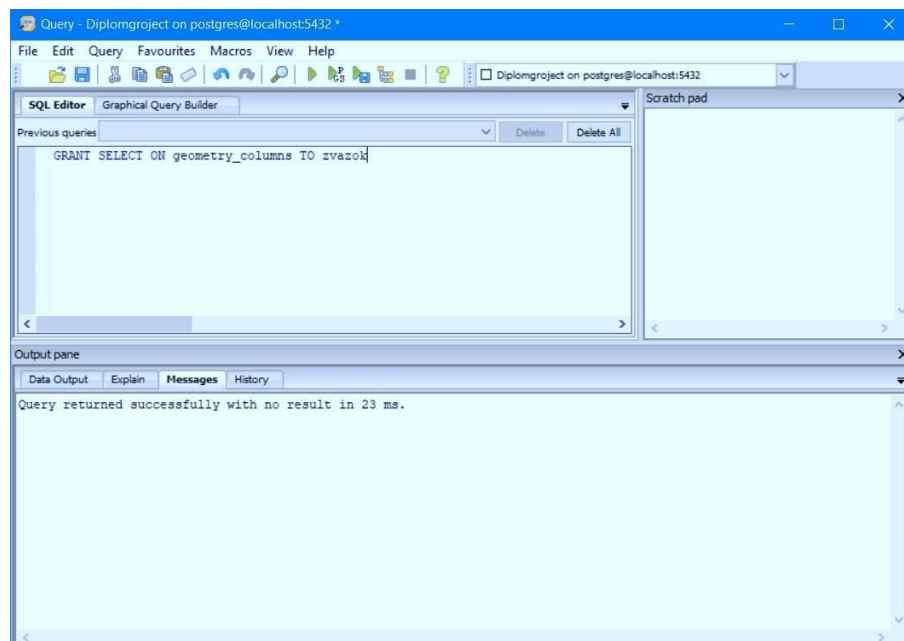 Query - Diplomgroject on postgres@localhost:5432 *
File Edit Query Favourites Macros View Help
Diplomgroject on postgres@localhost:5432
SQL Editor Graphical Query Builder
Scratch pad
Previous queries Delete Delete All
GRANT SELECT ON geometry_columns TO zvazok
Output pane
Data Output Explain Messages History
Query returned successfully with no result in 23 ms.